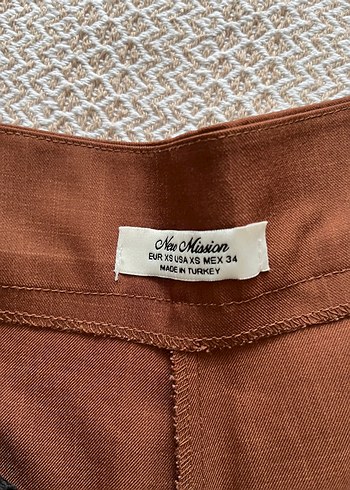 New Mission
EUR XS USA XS MEX 34
MADE IN TURKEY